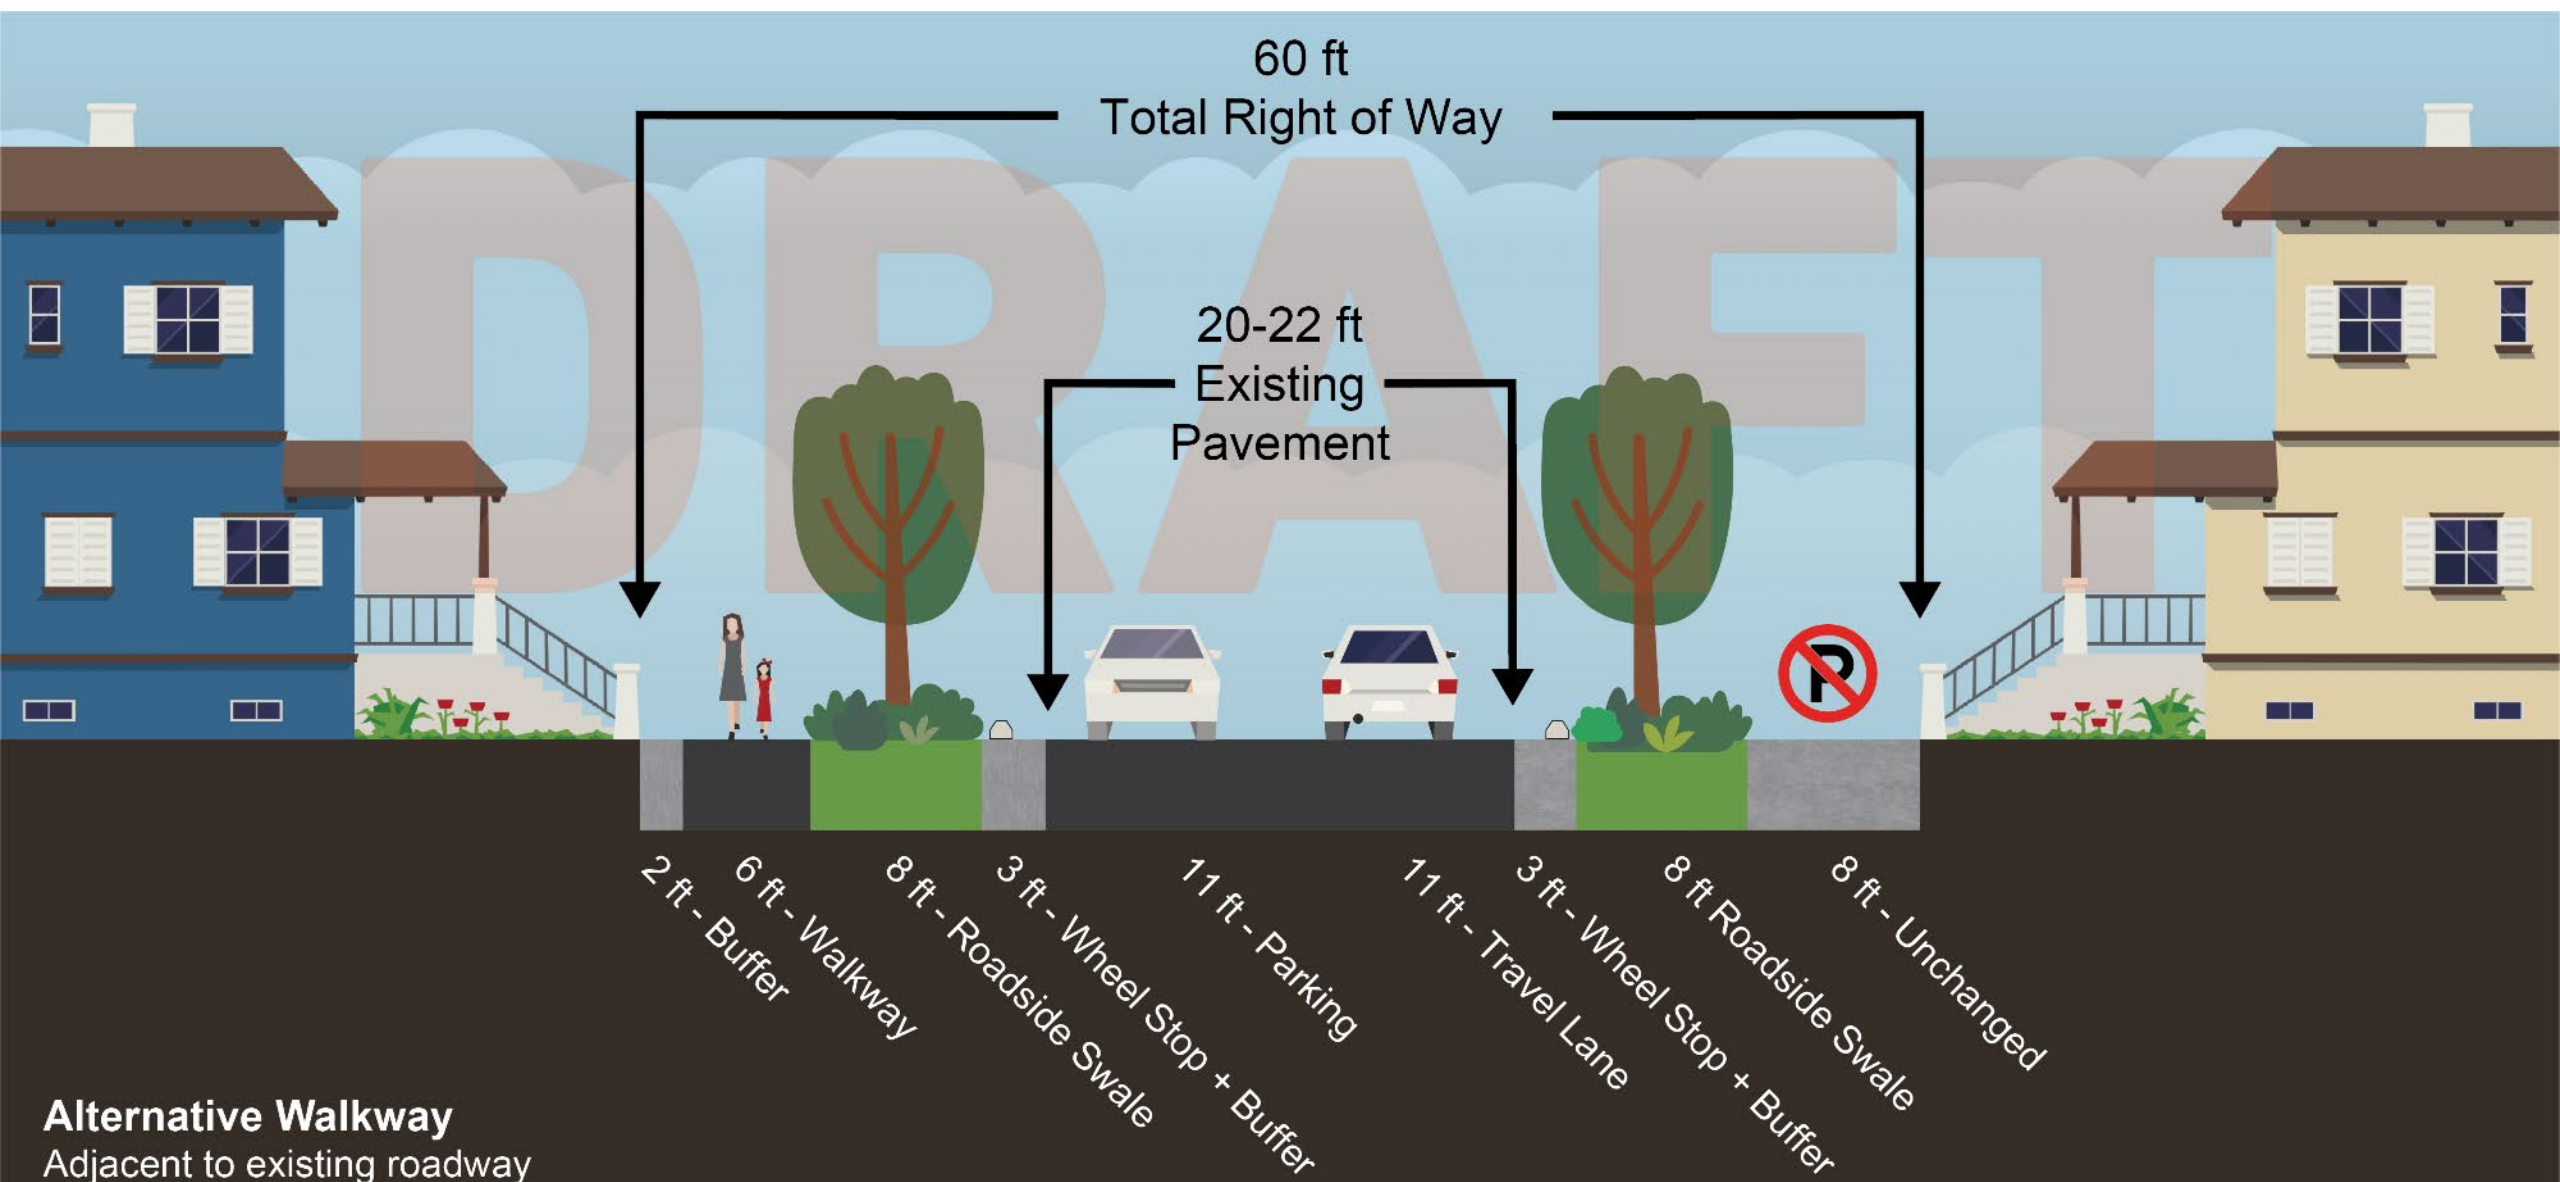 60 ft
Total Right of Way
DRAFT
20-22 ft
Existing
Pavement
P
2 ft - Buffer
6 ft - Walkway
8 ft - Roadside Swale
3 ft - Wheel Stop + Buffer
11 ft - Parking
11 ft - Travel Lane
3 ft - Wheel Stop + Buffer
8 ft Roadside Swale
8 ft - Unchanged
Alternative Walkway
Adjacent to existing roadway